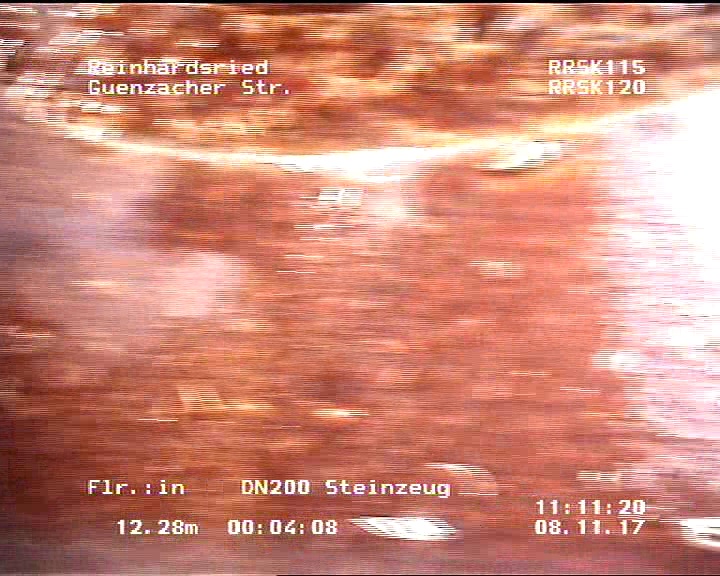 Reinhardsried RRSK115
Guenzacher Str. RRSK120
Flr.:in DN200 Steinzeug
11:11:20
12.28m 00:04:08 08.11.17